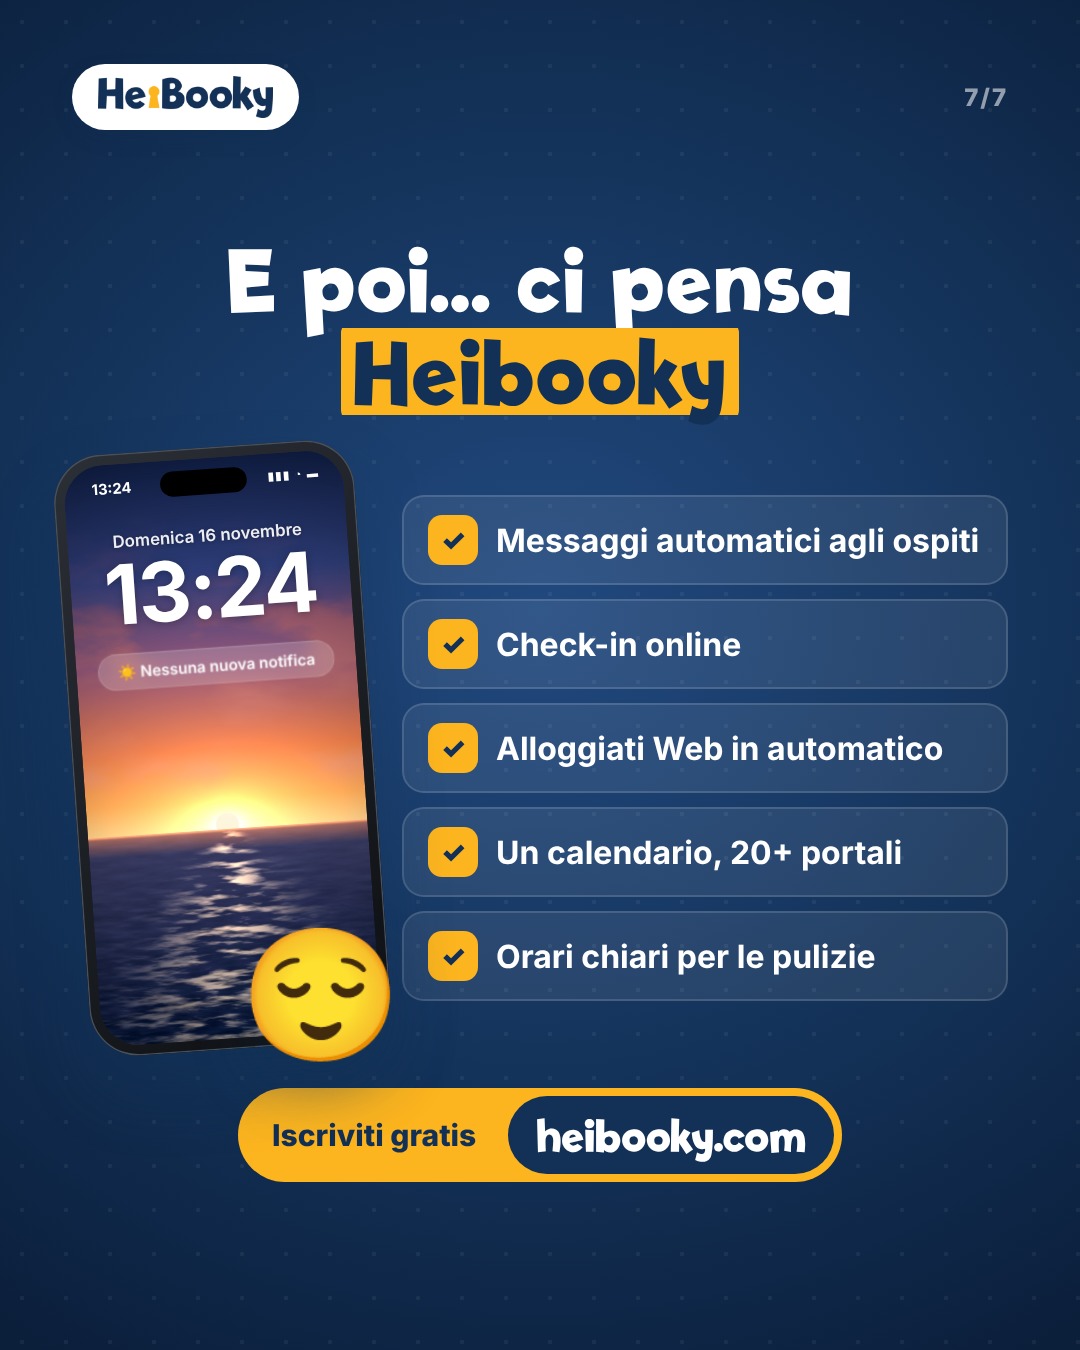 HeiBooky
7/7
E poi... ci pensa
Heibooky
13:24
Domenica 16 novembre
13:24
☀️ Nessuna nuova notifica
Messaggi automatici agli ospiti
Check-in online
Alloggiati Web in automatico
Un calendario, 20+ portali
Orari chiari per le pulizie
Iscriviti gratis
heibooky.com